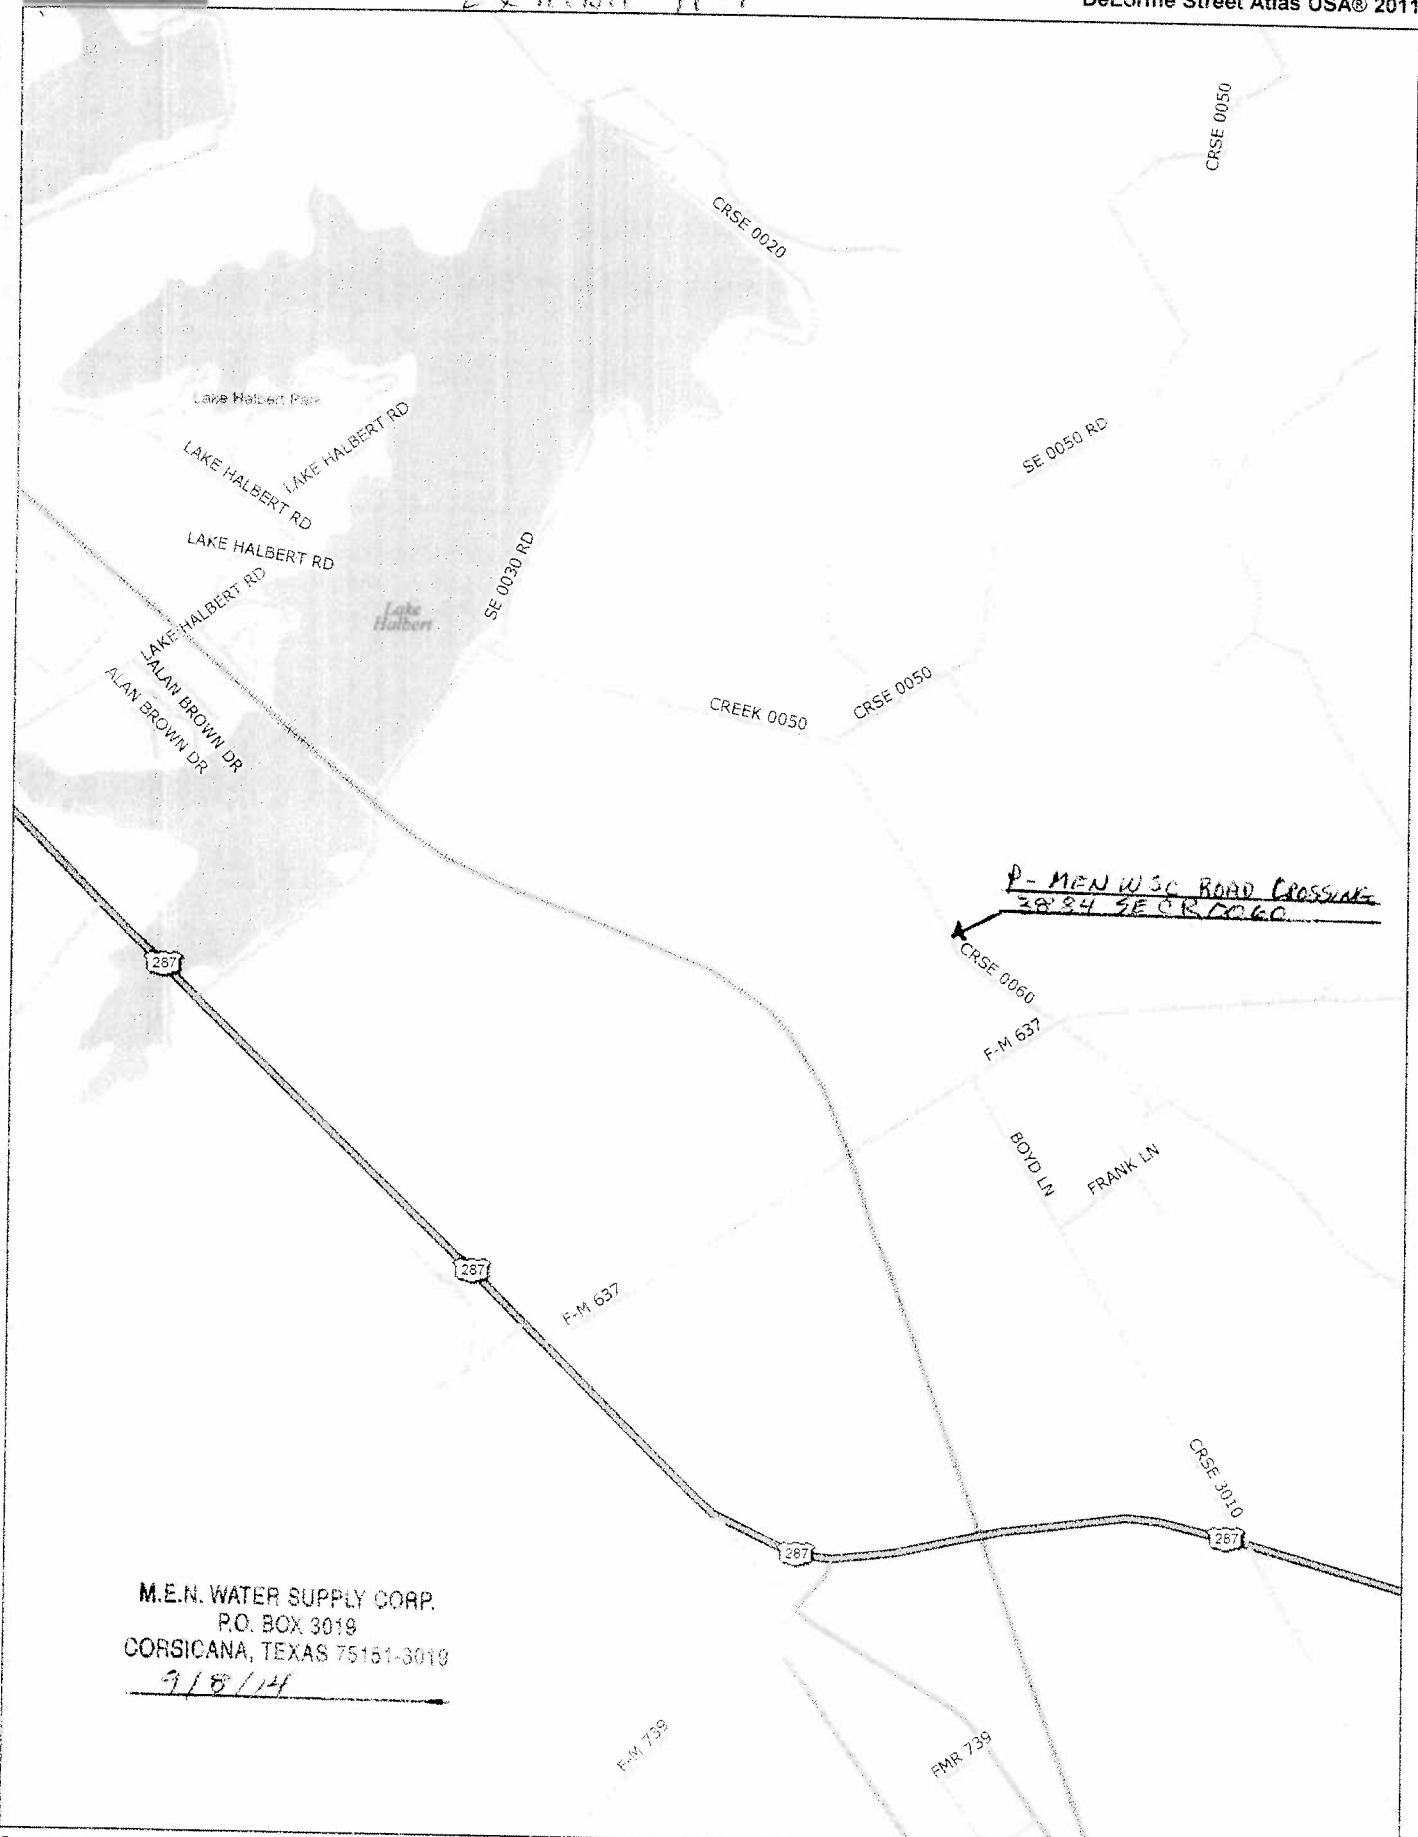 DeLorme Street Atlas USA® 2011
CRSE 0050
CRSE 0020
Lake Halbert Park
LAKE HALBERT RD
LAKE HALBERT RD
SE 0050 RD
LAKE HALBERT RD
SE 0030 RD
LAKE HALBERT RD
Lake
Halbert
ALAN BROWN DR
ALAN BROWN DR
CREEK 0050
CRSE 0050
P- MEN WSC ROAD CROSSING
3884 SE CR 0060
287
CRSE 0060
F-M 637
BOYD LN
FRANK LN
287
F-M 637
CRSE 3010
287
287
M.E.N. WATER SUPPLY CORP.
P.O. BOX 3019
CORSICANA, TEXAS 75151-3019
9/8/14
F-M 739
FMR 739